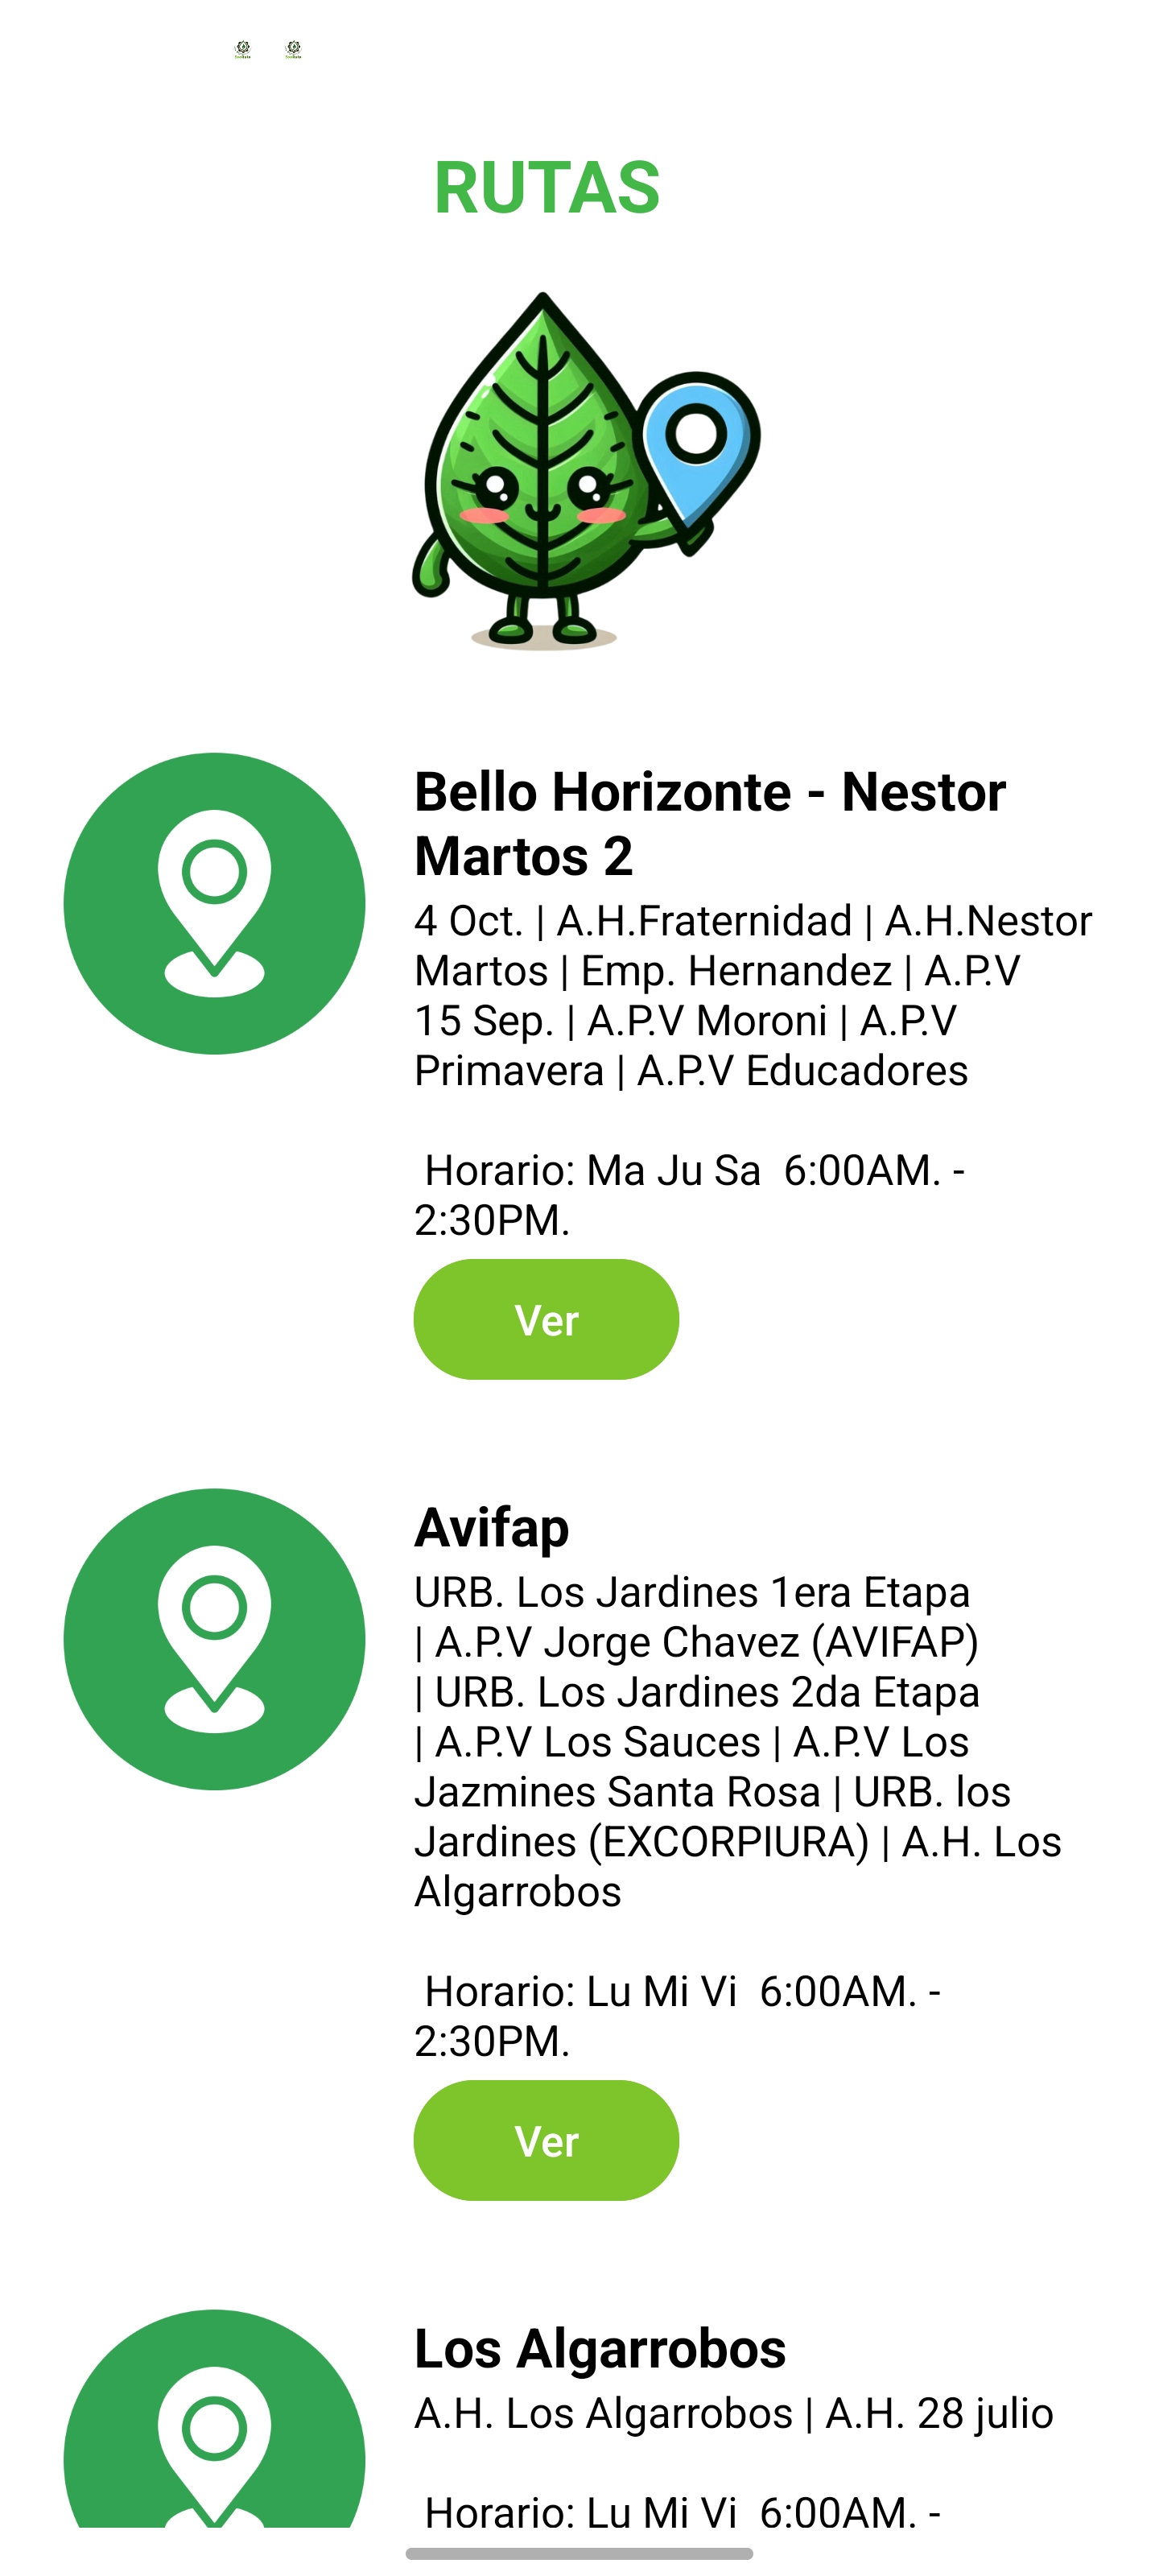 RUTAS
Bello Horizonte - Nestor
Martos 2
4 Oct. | A.H.Fraternidad | A.H.Nestor
Martos | Emp. Hernandez | A.P.V
15 Sep. | A.P.V Moroni | A.P.V
Primavera | A.P.V Educadores
Horario: Ma Ju Sa  6:00AM. -
2:30PM.
Ver
Avifap
URB. Los Jardines 1era Etapa
| A.P.V Jorge Chavez (AVIFAP)
| URB. Los Jardines 2da Etapa
| A.P.V Los Sauces | A.P.V Los
Jazmines Santa Rosa | URB. los
Jardines (EXCORPIURA) | A.H. Los
Algarrobos
Horario: Lu Mi Vi  6:00AM. -
2:30PM.
Ver
Los Algarrobos
A.H. Los Algarrobos | A.H. 28 julio
Horario: Lu Mi Vi  6:00AM. -